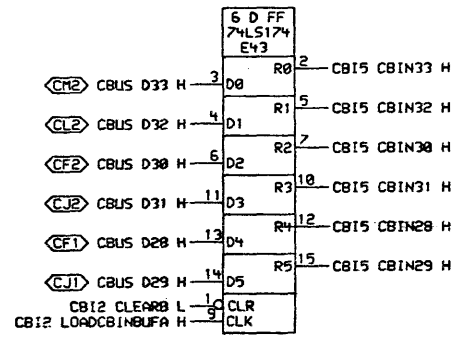 6 D FF
74LS174
E43
CM2 CBUS D33 H 3 D0 R0 2 CBI5 CBIN33 H
CL2 CBUS D32 H 4 D1 R1 5 CBI5 CBIN32 H
CF2 CBUS D30 H 6 D2 R2 7 CBI5 CBIN30 H
CJ2 CBUS D31 H 11 D3 R3 10 CBI5 CBIN31 H
CF1 CBUS D28 H 13 D4 R4 12 CBI5 CBIN28 H
CJ1 CBUS D29 H 14 D5 R5 15 CBI5 CBIN29 H
CBI2 CLEAR0 L 1 CLR
CBI2 LOADCBINBUFA H 9 CLK